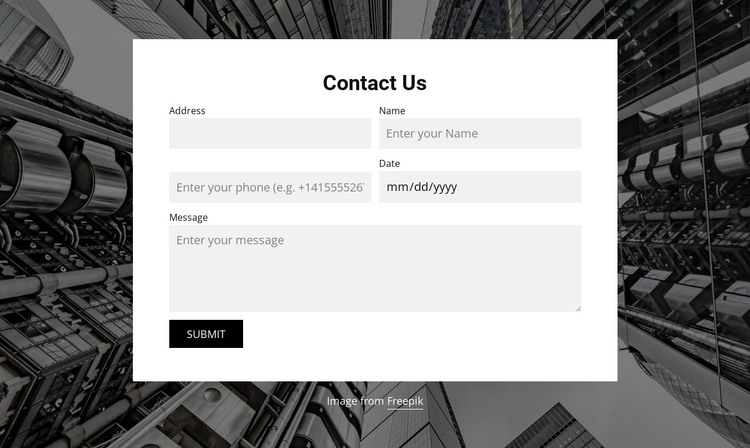 Contact Us
Address
Name
Enter your Name
Date
Enter your phone (e.g. +141555526
mm/dd/yyyy
Message
Enter your message
SUBMIT
Image from Freepik